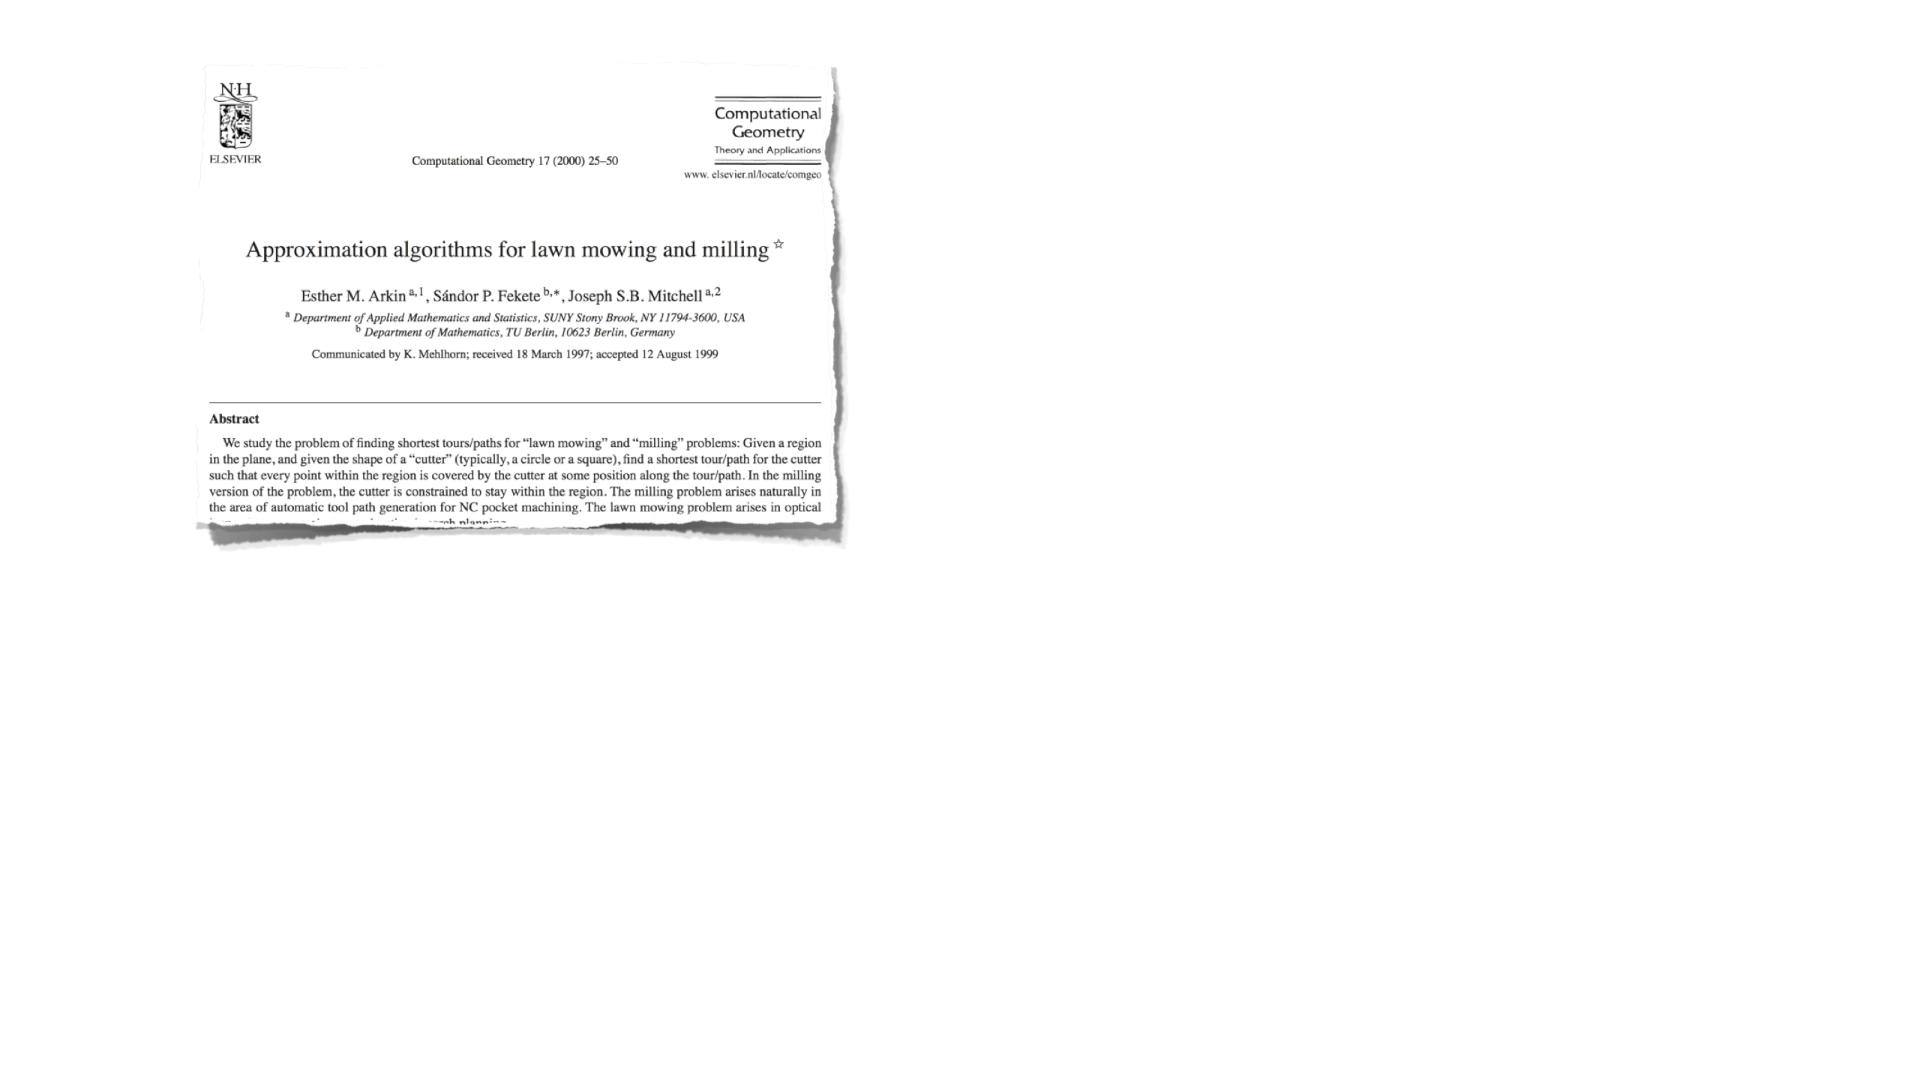 N·H
ELSEVIER
Computational
Geometry
Theory and Applications
Computational Geometry 17 (2000) 25–50
www. elsevier.nl/locate/comgeo
Approximation algorithms for lawn mowing and milling ☆
Esther M. Arkin a,1, Sándor P. Fekete b,*, Joseph S.B. Mitchell a,2
a Department of Applied Mathematics and Statistics, SUNY Stony Brook, NY 11794-3600, USA
b Department of Mathematics, TU Berlin, 10623 Berlin, Germany
Communicated by K. Mehlhorn; received 18 March 1997; accepted 12 August 1999
Abstract
We study the problem of finding shortest tours/paths for “lawn mowing” and “milling” problems: Given a region
in the plane, and given the shape of a “cutter” (typically, a circle or a square), find a shortest tour/path for the cutter
such that every point within the region is covered by the cutter at some position along the tour/path. In the milling
version of the problem, the cutter is constrained to stay within the region. The milling problem arises naturally in
the area of automatic tool path generation for NC pocket machining. The lawn mowing problem arises in optical
planning